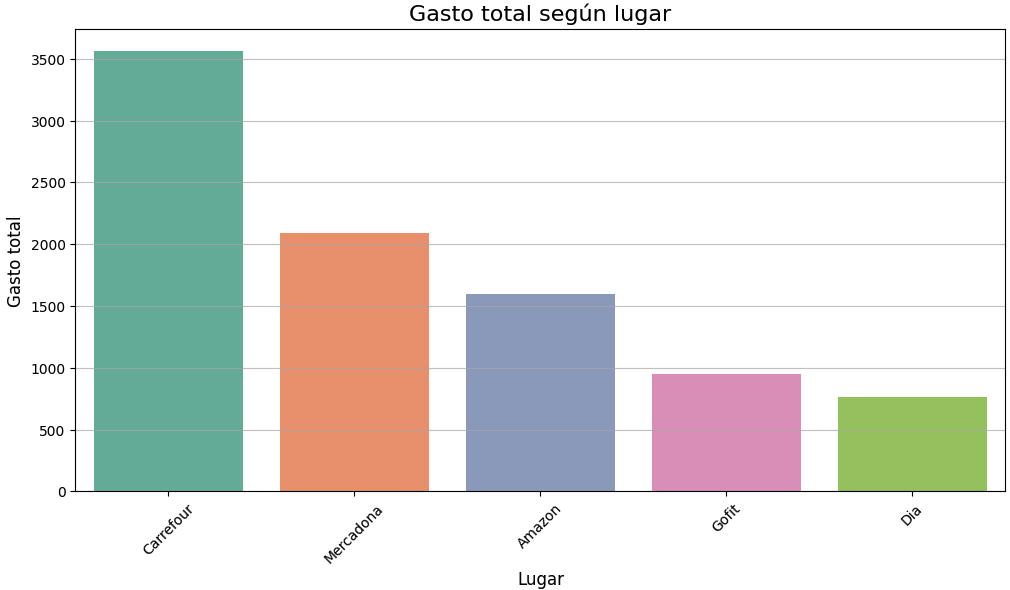 Gasto total según lugar
Gasto total
3500
3000
2500
2000
1500
1000
500
0
Carrefour
Mercadona
Amazon
Gofit
Dia
Lugar